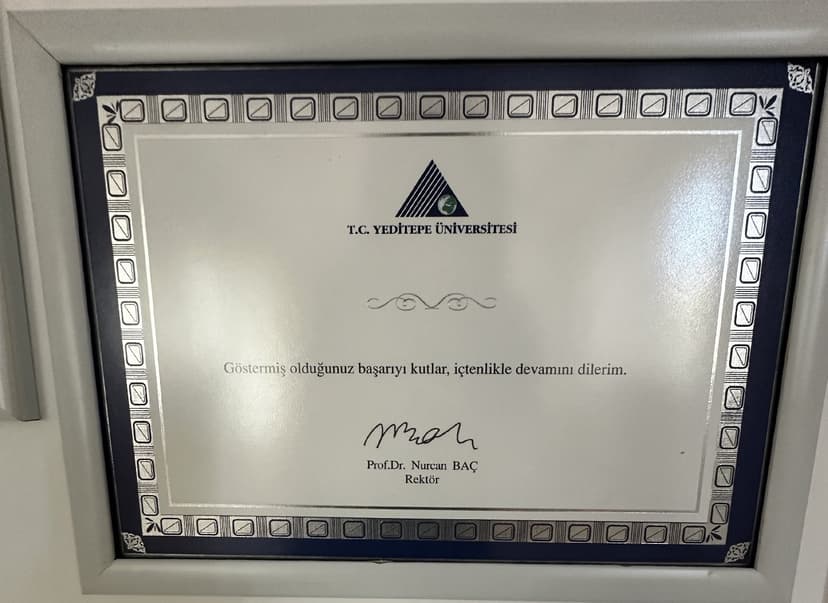 T.C. YEDİTEPE ÜNİVERSİTESİ
Göstermiş olduğunuz başarıyı kutlar, içtenlikle devamını dilerim.
Prof.Dr. Nurcan BAÇ
Rektör